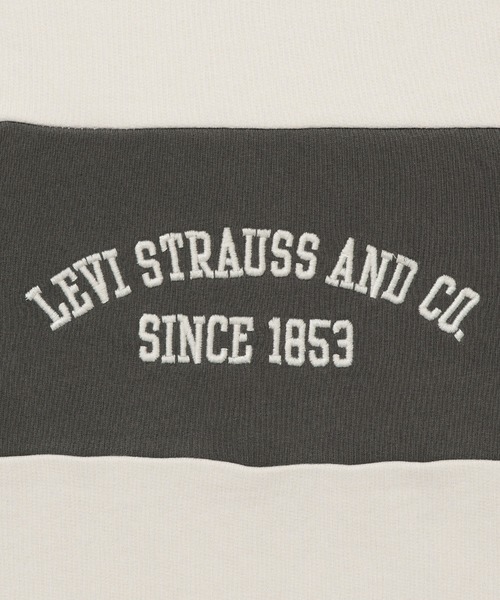 LEVI STRAUSS AND CO.
SINCE 1853